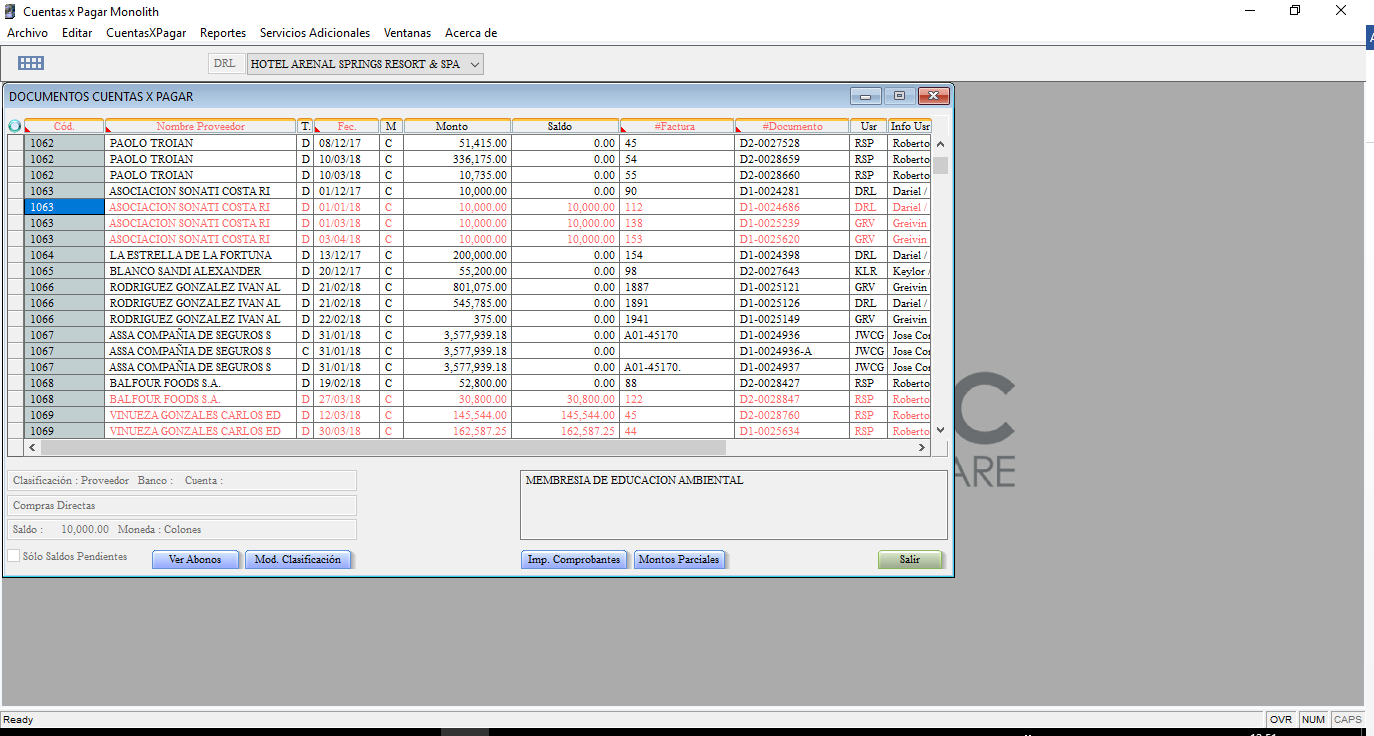 Cuentas x Pagar Monolith
Archivo Editar CuentasXPagar Reportes Servicios Adicionales Ventanas Acerca de
DRL HOTEL ARENAL SPRINGS RESORT & SPA
DOCUMENTOS CUENTAS X PAGAR
Cód. Nombre Proveedor T. Fec. M Monto Saldo #Factura #Documento Usr Info Usr
1062 PAOLO TROIAN D 08/12/17 C 51,415.00 0.00 45 D2-0027528 RSP Roberto
1062 PAOLO TROIAN D 10/03/18 C 336,175.00 0.00 54 D2-0028659 RSP Roberto
1062 PAOLO TROIAN D 10/03/18 C 10,735.00 0.00 55 D2-0028660 RSP Roberto
1063 ASOCIACION SONATI COSTA RI D 01/12/17 C 10,000.00 0.00 90 D1-0024281 DRL Dariel /
1063 ASOCIACION SONATI COSTA RI D 01/01/18 C 10,000.00 10,000.00 112 D1-0024686 DRL Dariel /
1063 ASOCIACION SONATI COSTA RI D 01/03/18 C 10,000.00 10,000.00 138 D1-0025239 GRV Greivin
1063 ASOCIACION SONATI COSTA RI D 03/04/18 C 10,000.00 10,000.00 153 D1-0025620 GRV Greivin
1064 LA ESTRELLA DE LA FORTUNA D 13/12/17 C 200,000.00 0.00 154 D1-0024398 DRL Dariel /
1065 BLANCO SANDI ALEXANDER D 20/12/17 C 55,200.00 0.00 98 D2-0027643 KLR Keylor /
1066 RODRIGUEZ GONZALEZ IVAN AL D 21/02/18 C 801,075.00 0.00 1887 D1-0025121 GRV Greivin
1066 RODRIGUEZ GONZALEZ IVAN AL D 21/02/18 C 545,785.00 0.00 1891 D1-0025126 DRL Dariel /
1066 RODRIGUEZ GONZALEZ IVAN AL D 22/02/18 C 375.00 0.00 1941 D1-0025149 GRV Greivin
1067 ASSA COMPAÑIA DE SEGUROS S D 31/01/18 C 3,577,939.18 0.00 A01-45170 D1-0024936 JWCG Jose Cor
1067 ASSA COMPAÑIA DE SEGUROS S C 31/01/18 C 3,577,939.18 0.00 D1-0024936-A JWCG Jose Cor
1067 ASSA COMPAÑIA DE SEGUROS S D 31/01/18 C 3,577,939.18 0.00 A01-45170. D1-0024937 JWCG Jose Cor
1068 BALFOUR FOODS S.A. D 19/02/18 C 52,800.00 0.00 88 D2-0028427 RSP Roberto
1068 BALFOUR FOODS S.A. D 27/03/18 C 30,800.00 30,800.00 122 D2-0028847 RSP Roberto
1069 VINUEZA GONZALES CARLOS ED D 12/03/18 C 145,544.00 145,544.00 45 D2-0028760 RSP Roberto
1069 VINUEZA GONZALES CARLOS ED D 30/03/18 C 162,587.25 162,587.25 44 D1-0025634 RSP Roberto
C
ARE
Clasificación : Proveedor Banco : Cuenta :
MEMBRESIA DE EDUCACION AMBIENTAL
Compras Directas
Saldo : 10,000.00 Moneda : Colones
Sólo Saldos Pendientes Ver Abonos Mod. Clasificación Imp. Comprobantes Montos Parciales Salir
Ready OVR NUM CAPS